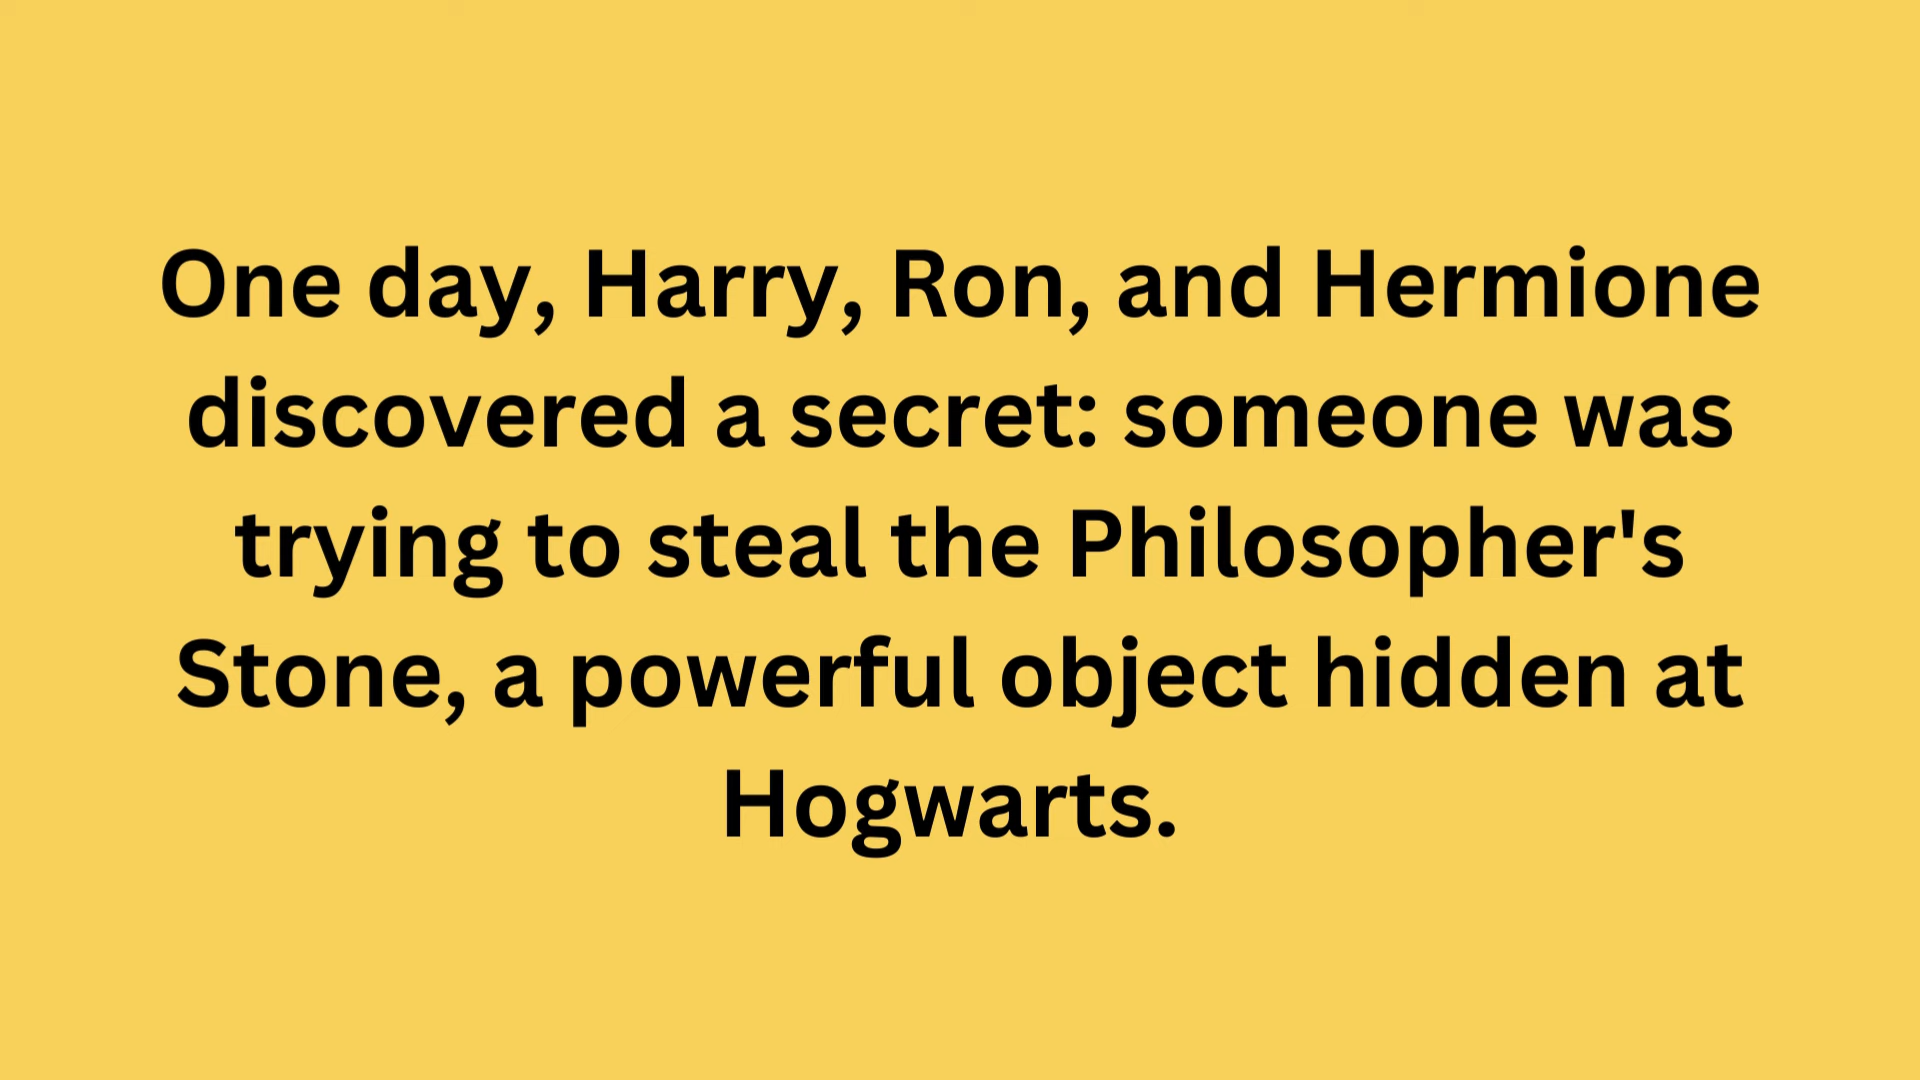 One day, Harry, Ron, and Hermione
discovered a secret: someone was
trying to steal the Philosopher's
Stone, a powerful object hidden at
Hogwarts.